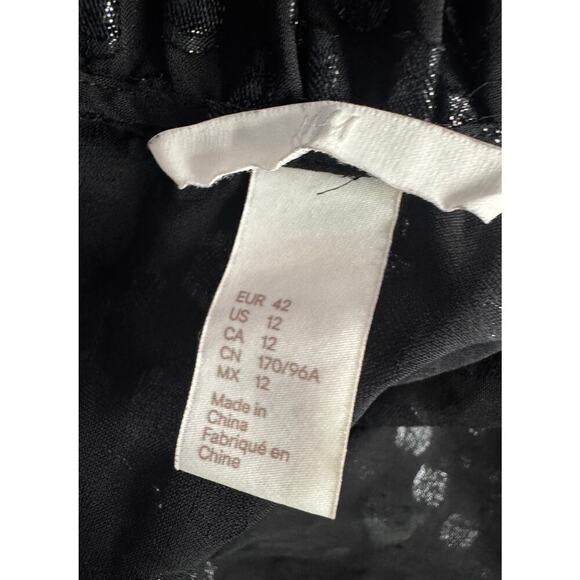 EUR 42
US 12
CA 12
CN 170/96A
MX 12
Made in
China
Fabriqué en
Chine